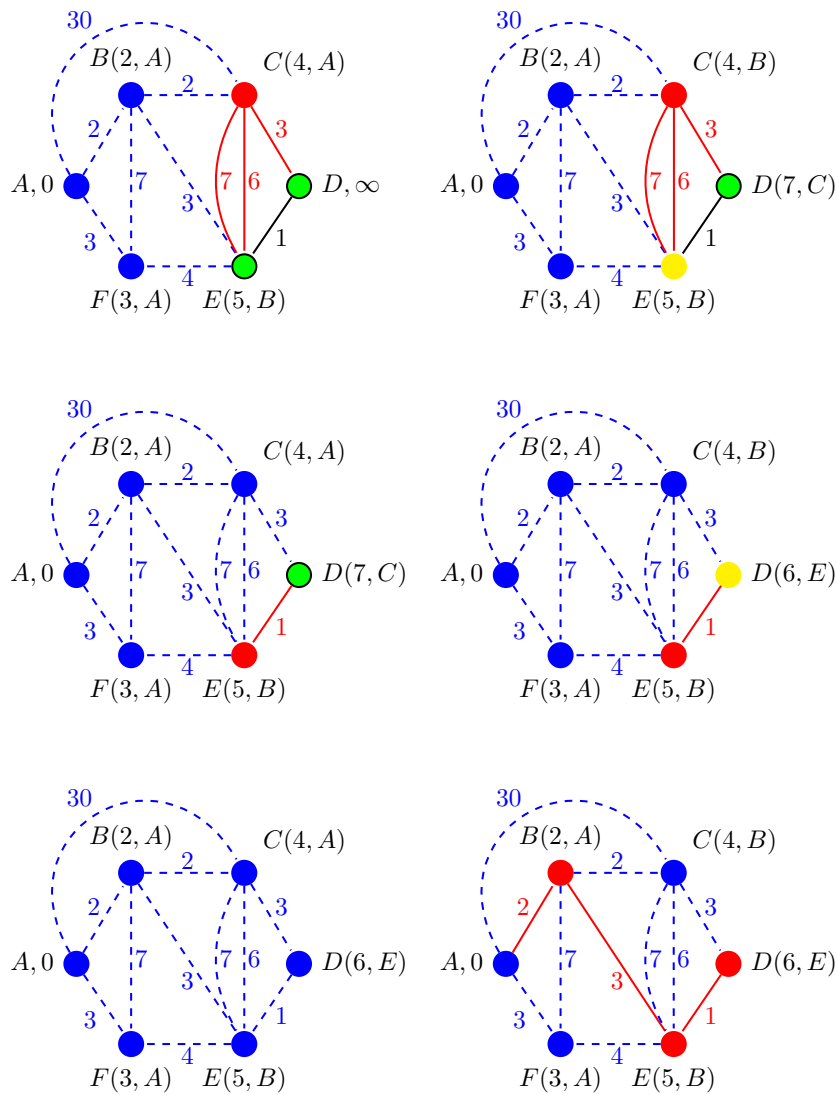 30
B(2, A)
C(4, A)
2
2
3
A, 0
7
7
6
D, ∞
3
3
1
4
F(3, A)
E(5, B)
30
B(2, A)
C(4, B)
2
2
3
A, 0
7
7
6
D(7, C)
3
3
1
4
F(3, A)
E(5, B)
30
B(2, A)
C(4, A)
2
2
3
A, 0
7
7
6
D(7, C)
3
3
1
4
F(3, A)
E(5, B)
30
B(2, A)
C(4, B)
2
2
3
A, 0
7
7
6
D(6, E)
3
3
1
4
F(3, A)
E(5, B)
30
B(2, A)
C(4, A)
2
2
3
A, 0
7
7
6
D(6, E)
3
3
1
4
F(3, A)
E(5, B)
30
B(2, A)
C(4, B)
2
2
3
A, 0
7
7
6
D(6, E)
3
3
1
4
F(3, A)
E(5, B)